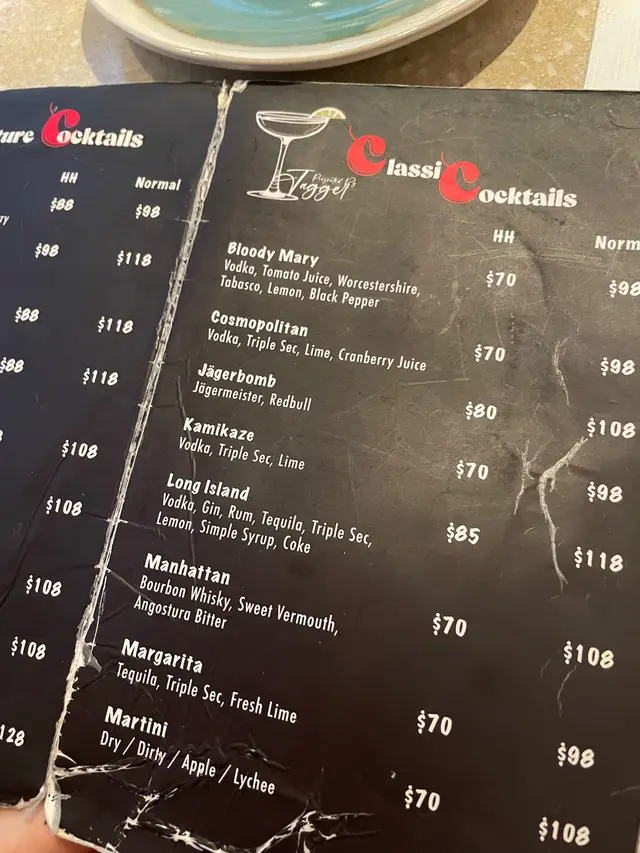 ture Cocktails
HH Normal
$88 $98
$98 $118
$88 $118
$88 $118
$108
$108
$108
$108
128
ClassiCocktails
HH Norm
Bloody Mary $70 $98
Vodka, Tomato Juice, Worcestershire,
Tabasco, Lemon, Black Pepper
Cosmopolitan $70 $98
Vodka, Triple Sec, Lime, Cranberry Juice
Jägerbomb $80 $108
Jägermeister, Redbull
Kamikaze $70 $98
Vodka, Triple Sec, Lime
Long Island $85 $118
Vodka, Gin, Rum, Tequila, Triple Sec,
Lemon, Simple Syrup, Coke
Manhattan $70 $108
Bourbon Whisky, Sweet Vermouth,
Angostura Bitter
Margarita $70 $98
Tequila, Triple Sec, Fresh Lime
Martini $70 $108
Dry / Dirty / Apple / Lychee